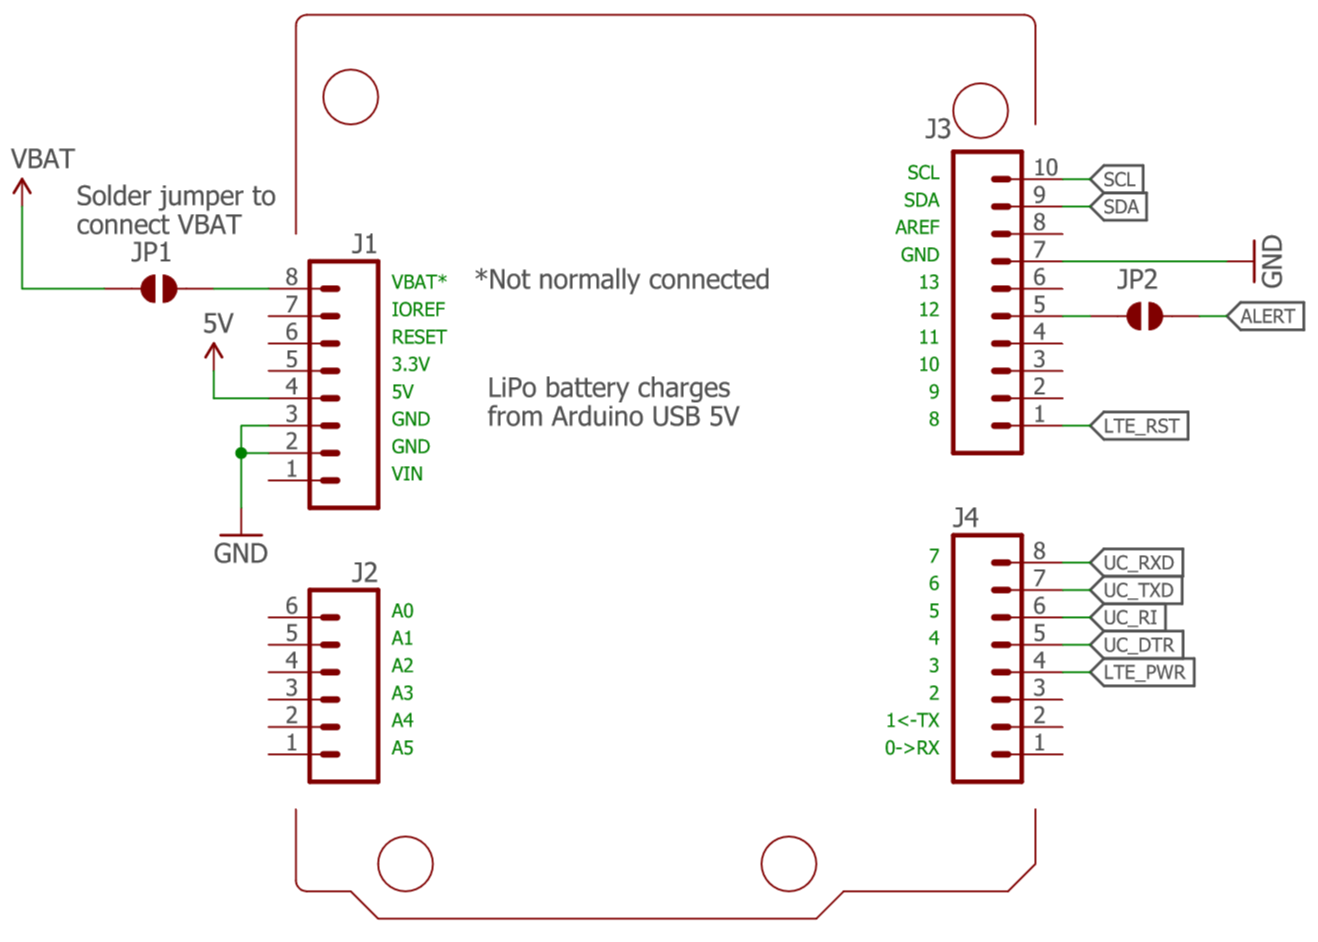 VBAT
Solder jumper to
connect VBAT
JP1
J1
8 VBAT* *Not normally connected
7 IOREF
5V
6 RESET
5 3.3V
4 5V
LiPo battery charges
from Arduino USB 5V
3 GND
2 GND
1 VIN
GND
J2
6 A0
5 A1
4 A2
3 A3
2 A4
1 A5
J3
SCL 10 SCL
SDA 9 SDA
AREF 8
GND 7 GND
13 6
JP2
12 5 ALERT
11 4
10 3
9 2
8 1 LTE_RST
J4
7 8 UC_RXD
6 7 UC_TXD
5 6 UC_RI
4 5 UC_DTR
3 4 LTE_PWR
2 3
1<-TX 2
0->RX 1